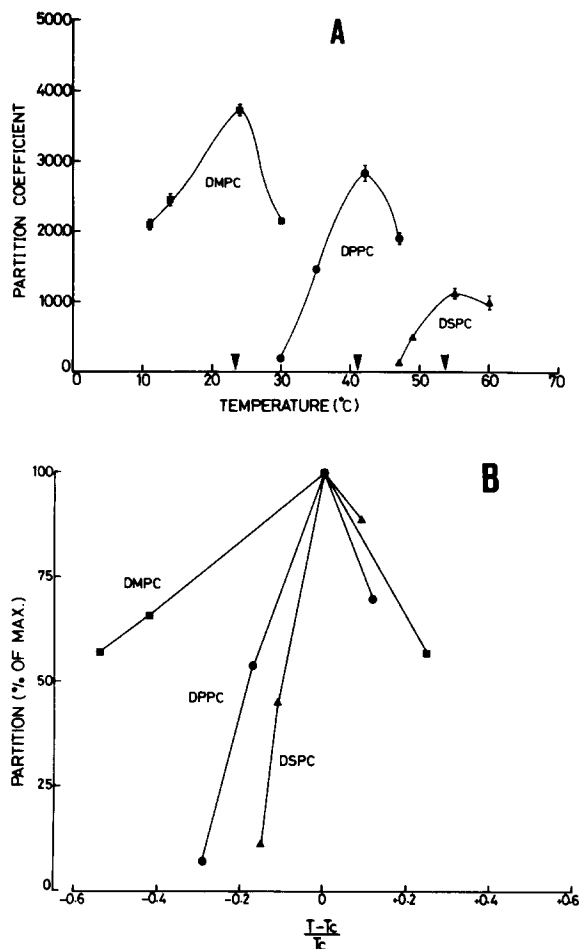 A
5000
4000
3000
2000
1000
0
PARTITION COEFFICIENT
DMPC
DPPC
DSPC
0 10 20 30 40 50 60 70
TEMPERATURE (°C)
B
100
75
50
25
0
PARTITION (% OF MAX.)
DMPC
DPPC
DSPC
-0.6 -0.4 -0.2 0 +0.2 +0.4 +0.6
T-Tc
Tc